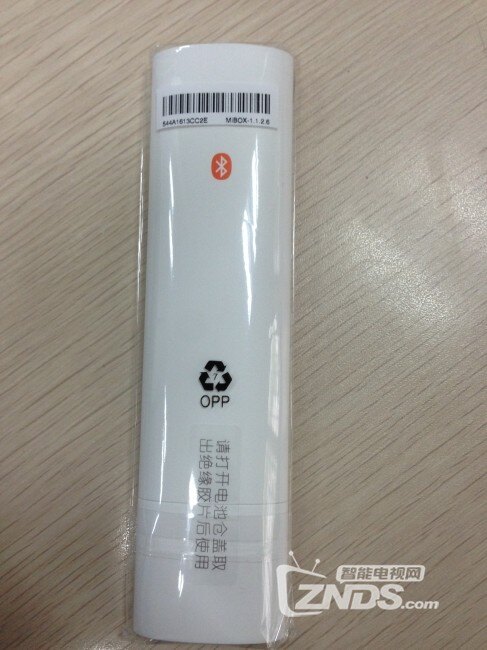 544A1613CC2E MIBOX-1.1.2.6
7
OPP
请打开电池仓盖取
出绝缘胶片后使用
智能电视网
ZNDS.com